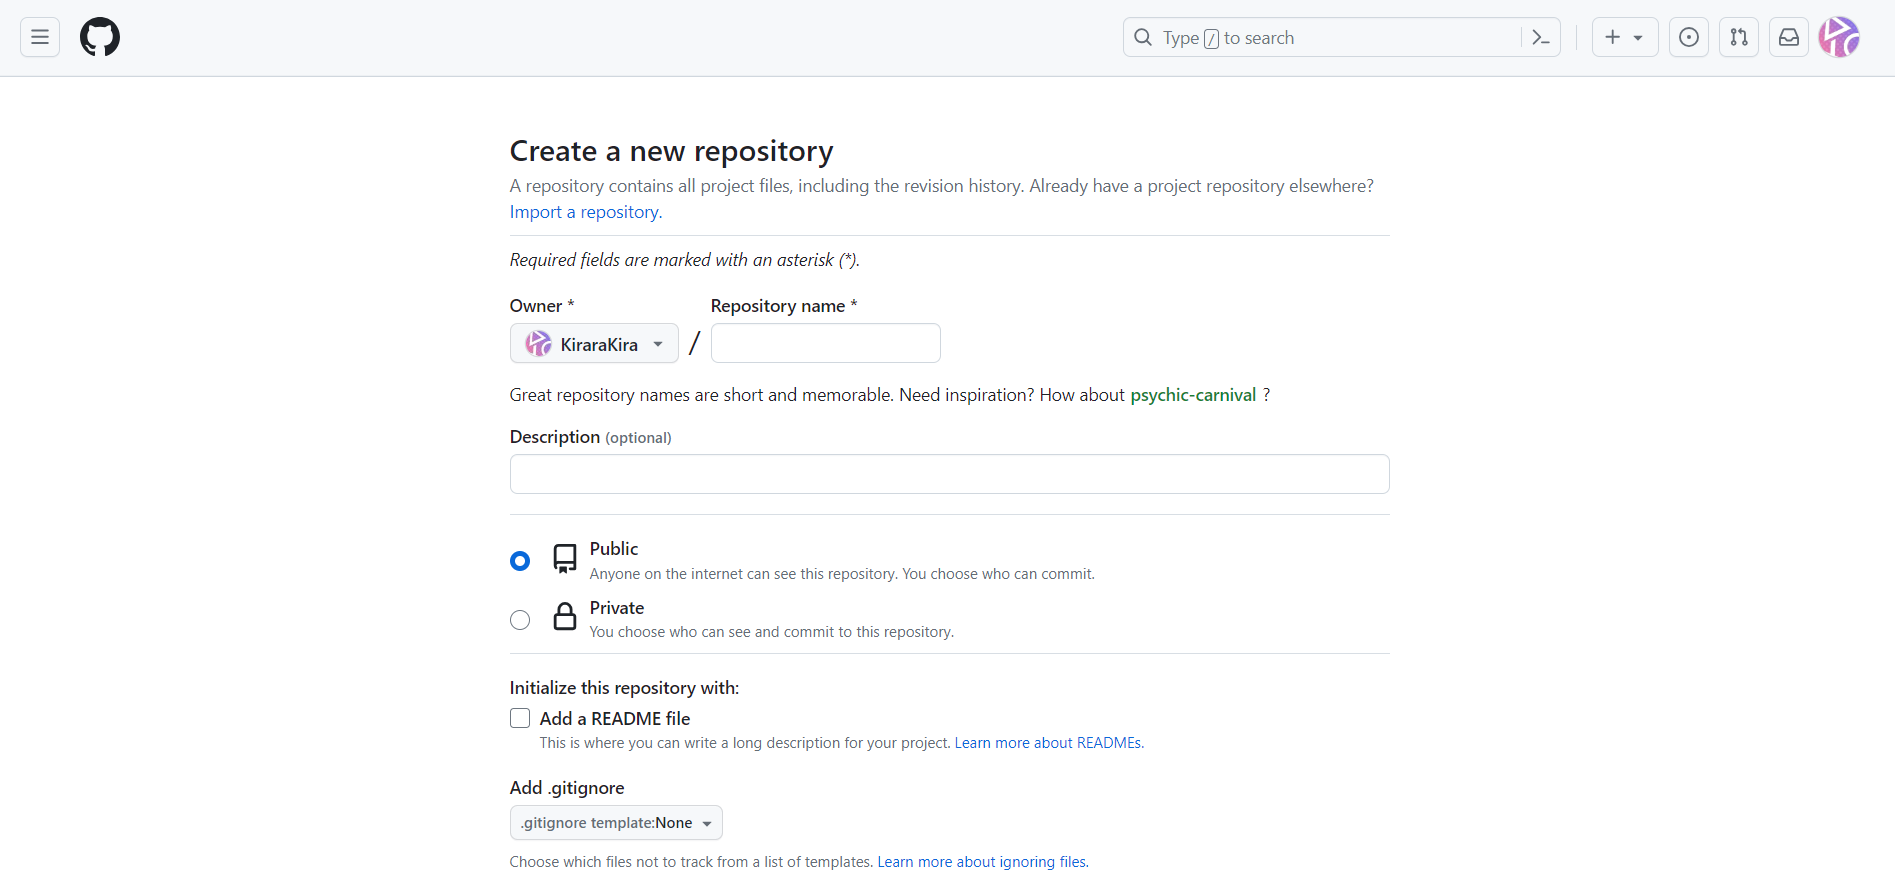 Type / to search
Create a new repository
A repository contains all project files, including the revision history. Already have a project repository elsewhere?
Import a repository.
Required fields are marked with an asterisk (*).
Owner * Repository name *
KiraraKira /
Great repository names are short and memorable. Need inspiration? How about psychic-carnival ?
Description (optional)
Public
Anyone on the internet can see this repository. You choose who can commit.
Private
You choose who can see and commit to this repository.
Initialize this repository with:
Add a README file
This is where you can write a long description for your project. Learn more about READMEs.
Add .gitignore
.gitignore template:None
Choose which files not to track from a list of templates. Learn more about ignoring files.